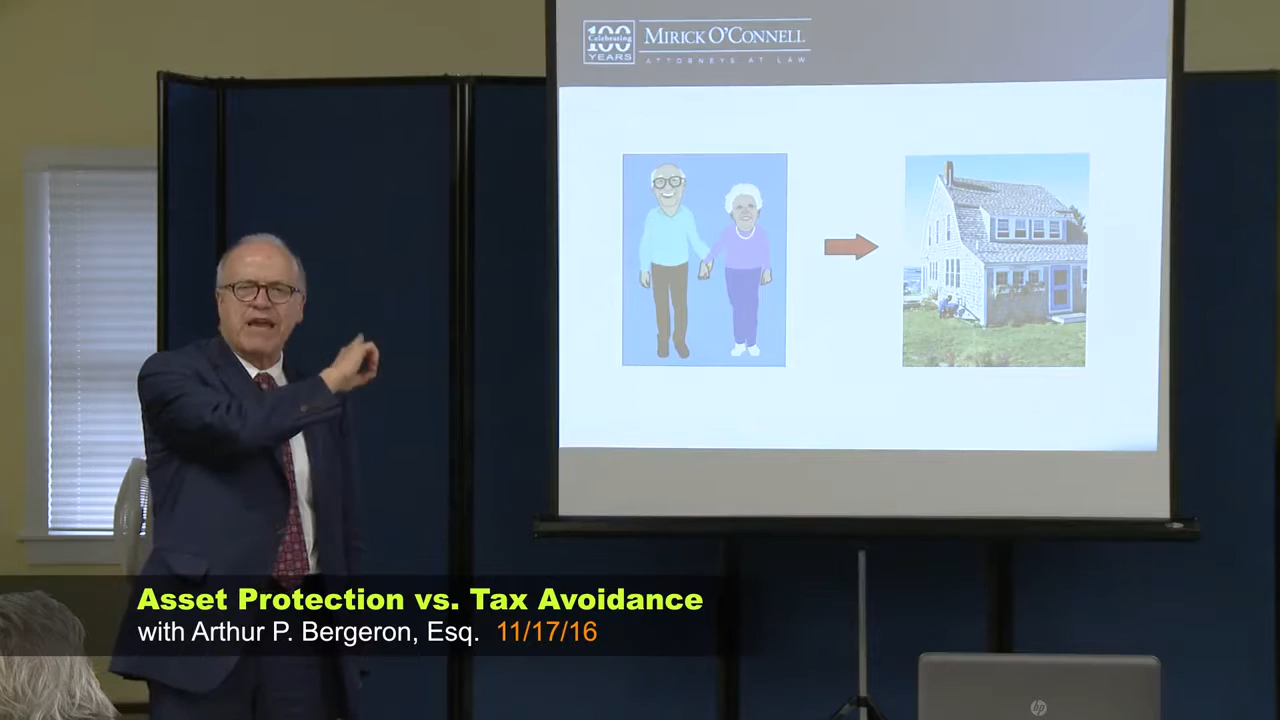 Celebrating
100
YEARS
MIRICK O'CONNELL
ATTORNEYS AT LAW
Asset Protection vs. Tax Avoidance
with Arthur P. Bergeron, Esq. 11/17/16
hp